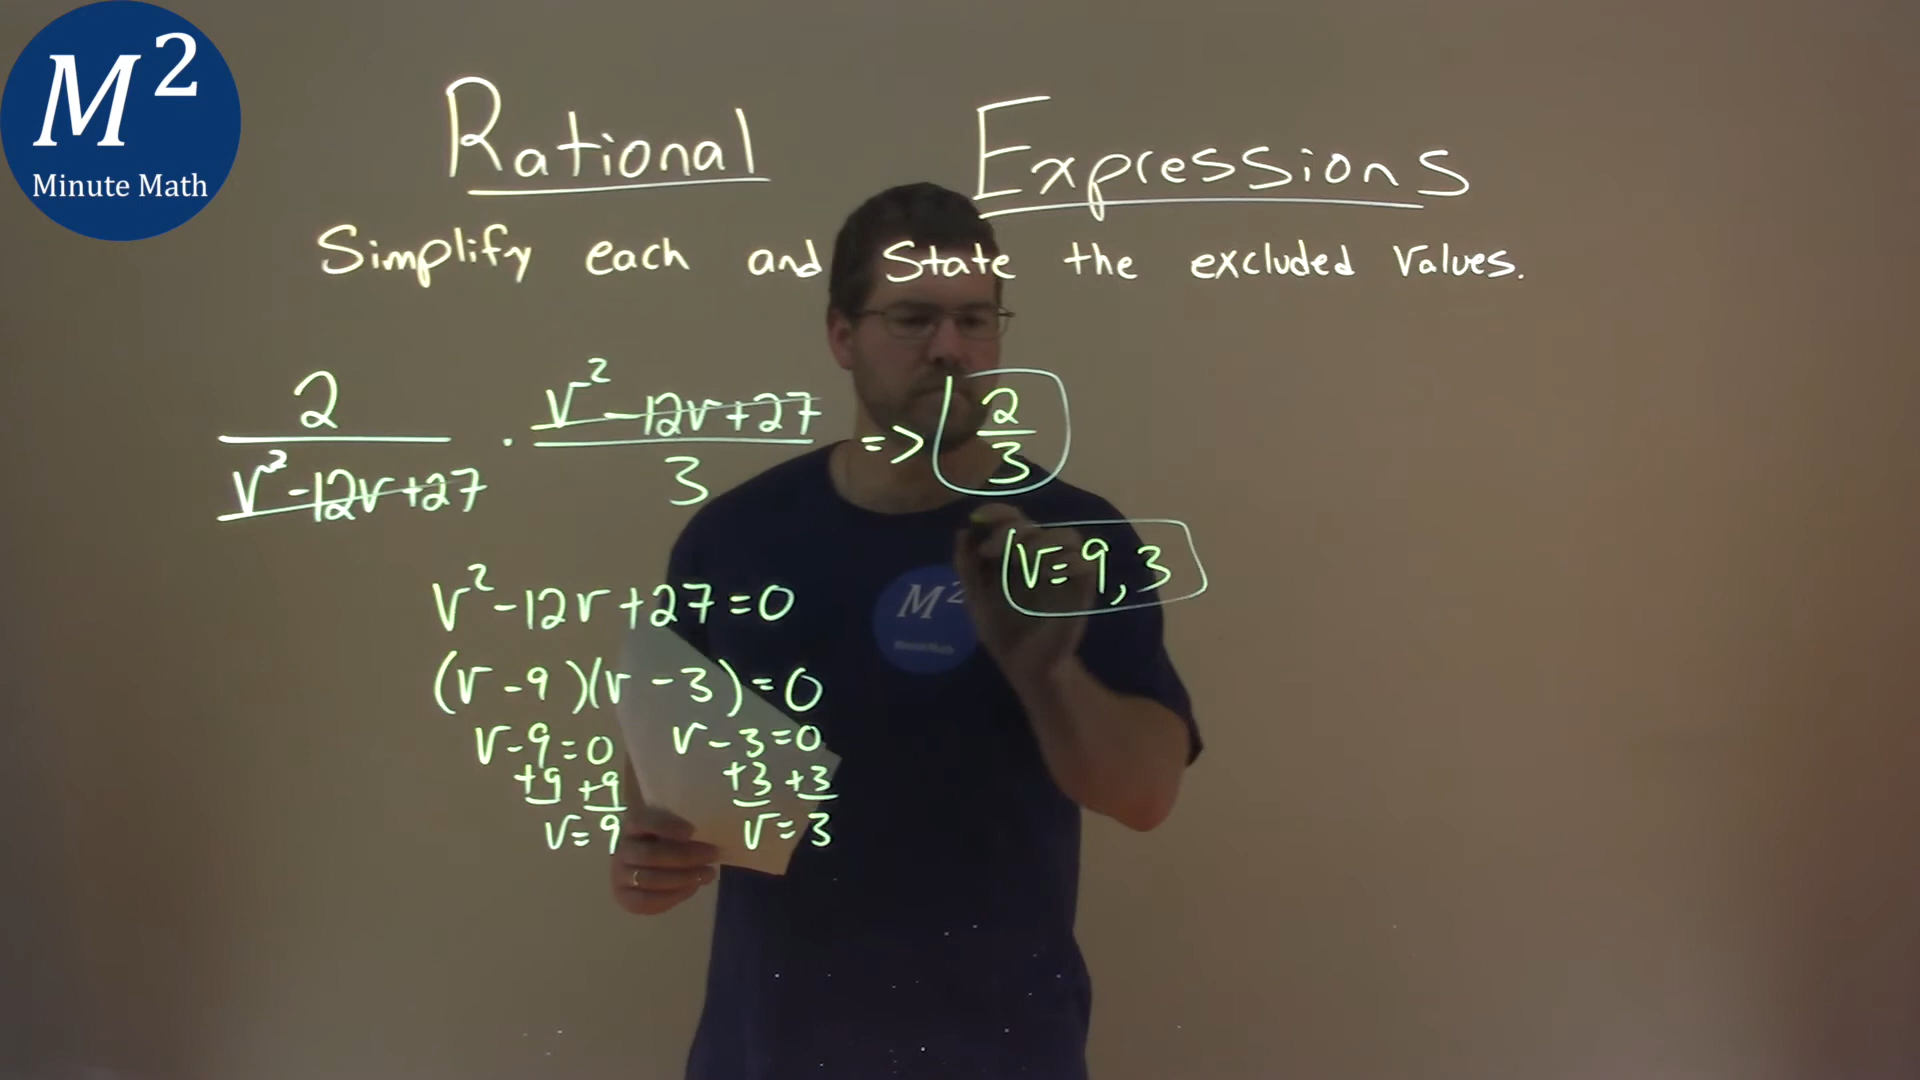 M²
Minute Math
Rational Expressions
Simplify each and State the excluded Values.
2/(v²-12v+27) · (v²-12v+27)/3 => 2/3
v=9,3
v²-12v+27=0
(v-9)(v-3)=0
v-9=0 v-3=0
+9 +9 +3 +3
v=9 v=3
M²
Minute Math